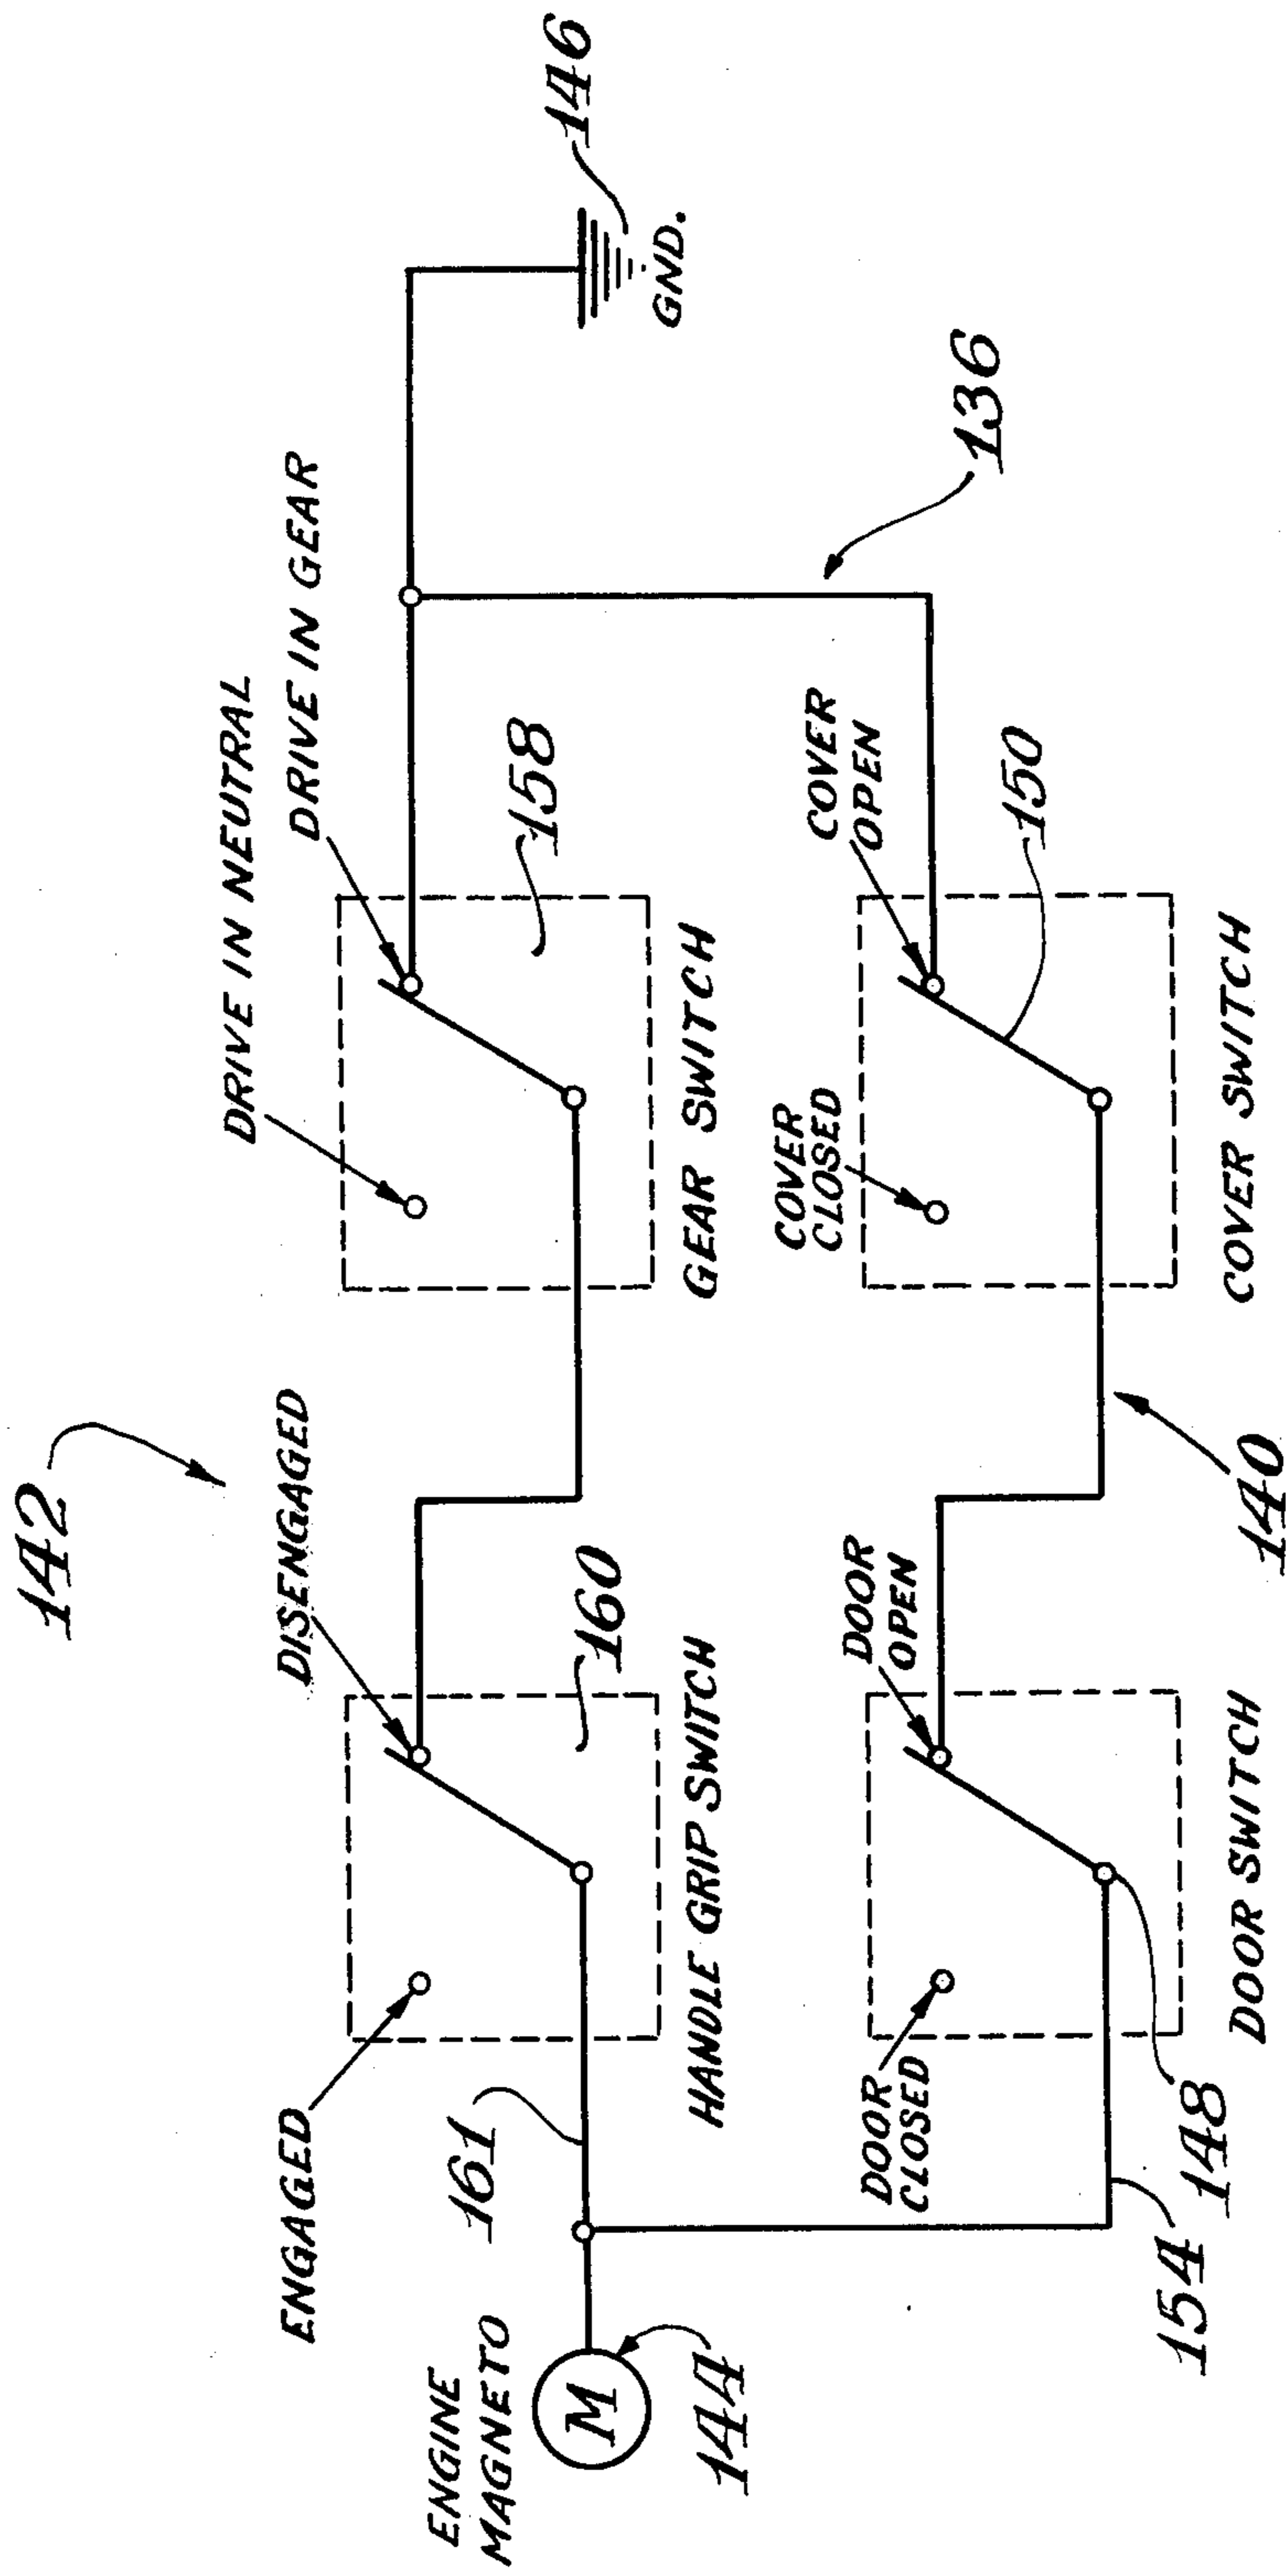 142
ENGINE
MAGNETO
M
144
ENGAGED
161
DISENGAGED
160
HANDLE GRIP SWITCH
DRIVE IN NEUTRAL
DRIVE IN GEAR
158
GEAR SWITCH
146
GND.
136
DOOR
CLOSED
DOOR
OPEN
154
148
DOOR SWITCH
140
COVER
CLOSED
COVER
OPEN
150
COVER SWITCH